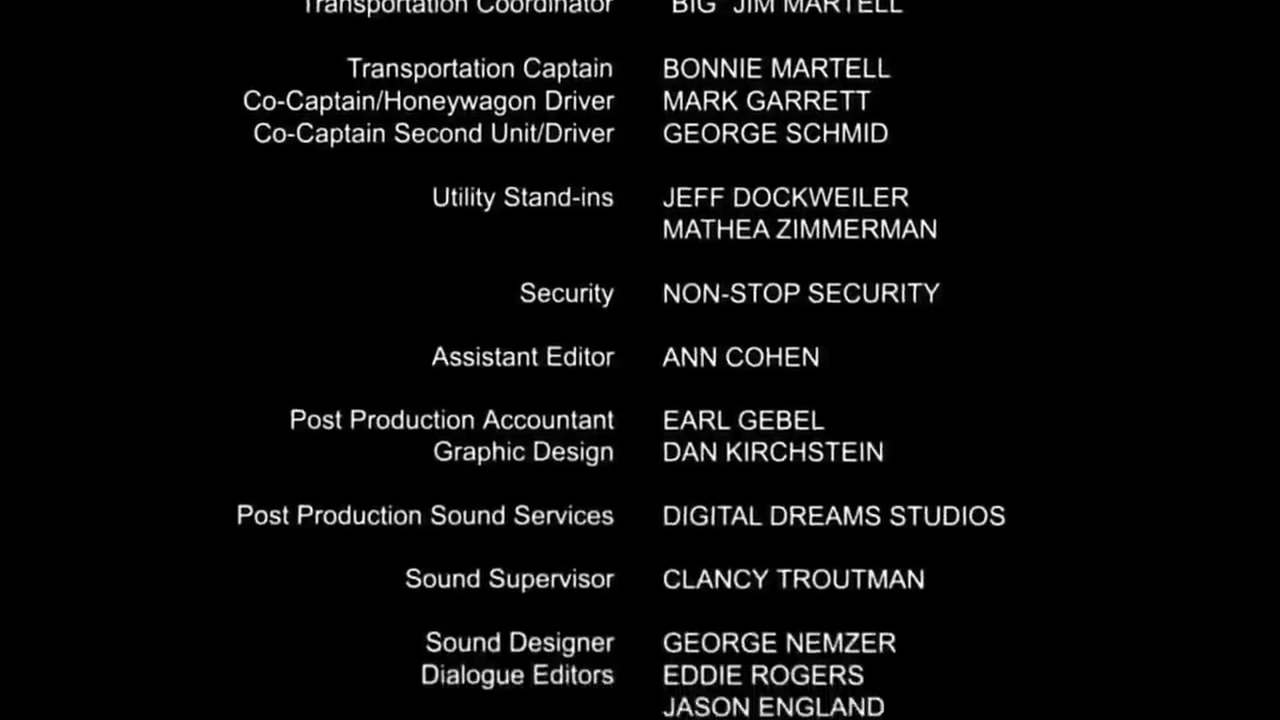 Transportation Coordinator "BIG" JIM MARTELL
Transportation Captain BONNIE MARTELL
Co-Captain/Honeywagon Driver MARK GARRETT
Co-Captain Second Unit/Driver GEORGE SCHMID
Utility Stand-ins JEFF DOCKWEILER
MATHEA ZIMMERMAN
Security NON-STOP SECURITY
Assistant Editor ANN COHEN
Post Production Accountant EARL GEBEL
Graphic Design DAN KIRCHSTEIN
Post Production Sound Services DIGITAL DREAMS STUDIOS
Sound Supervisor CLANCY TROUTMAN
Sound Designer GEORGE NEMZER
Dialogue Editors EDDIE ROGERS
JASON ENGLAND